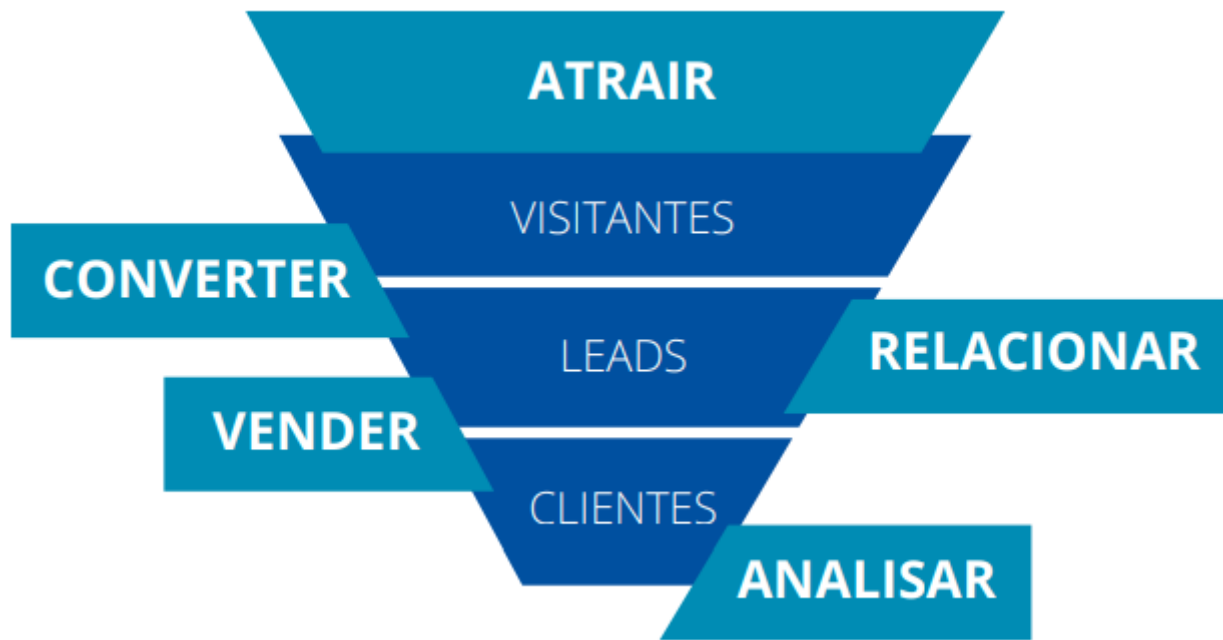 ATRAIR
VISITANTES
CONVERTER
LEADS
RELACIONAR
VENDER
CLIENTES
ANALISAR